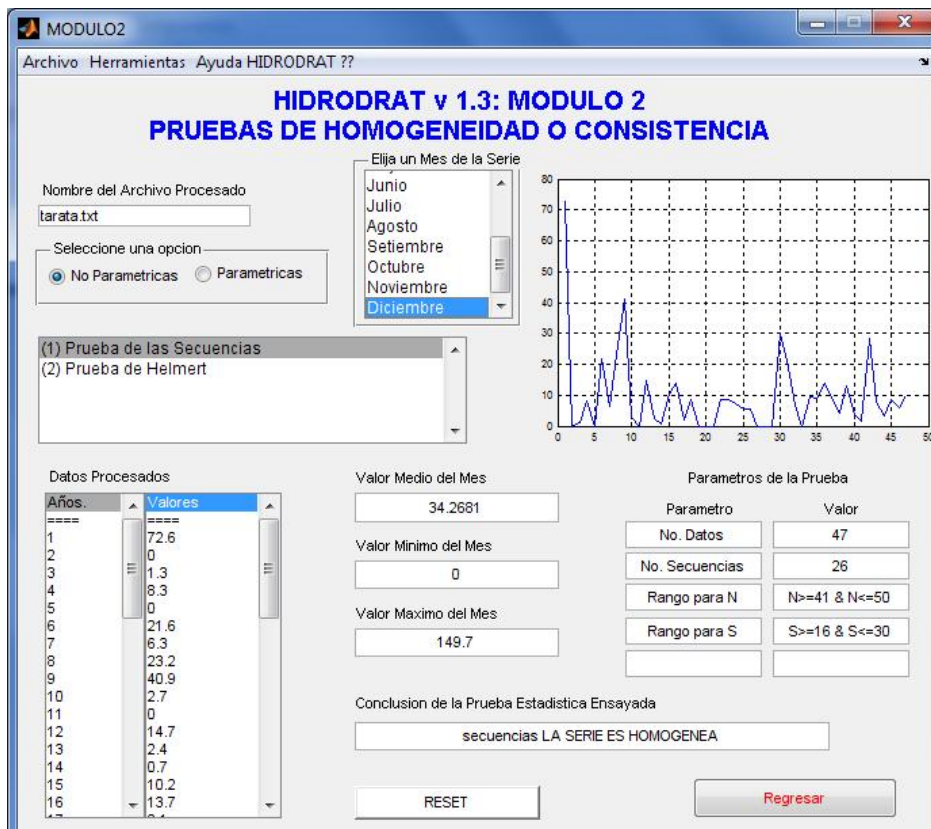 MODULO2
Archivo Herramientas Ayuda HIDRODRAT ??
HIDRODRAT v 1.3: MODULO 2
PRUEBAS DE HOMOGENEIDAD O CONSISTENCIA
Nombre del Archivo Procesado
tarata.txt
Seleccione una opcion
No Parametricas Parametricas
Elija un Mes de la Serie
Junio
Julio
Agosto
Setiembre
Octubre
Noviembre
Diciembre
80
70
60
50
40
30
20
10
0
0 5 10 15 20 25 30 35 40 45 50
(1) Prueba de las Secuencias
(2) Prueba de Helmert
Datos Procesados
Años. Valores
==== ====
1 72.6
2 0
3 1.3
4 8.3
5 0
6 21.6
7 6.3
8 23.2
9 40.9
10 2.7
11 0
12 14.7
13 2.4
14 0.7
15 10.2
16 13.7
Valor Medio del Mes
34.2681
Valor Minimo del Mes
0
Valor Maximo del Mes
149.7
Parametros de la Prueba
Parametro Valor
No. Datos 47
No. Secuencias 26
Rango para N N>=41 & N<=50
Rango para S S>=16 & S<=30
Conclusion de la Prueba Estadistica Ensayada
secuencias LA SERIE ES HOMOGENEA
RESET
Regresar